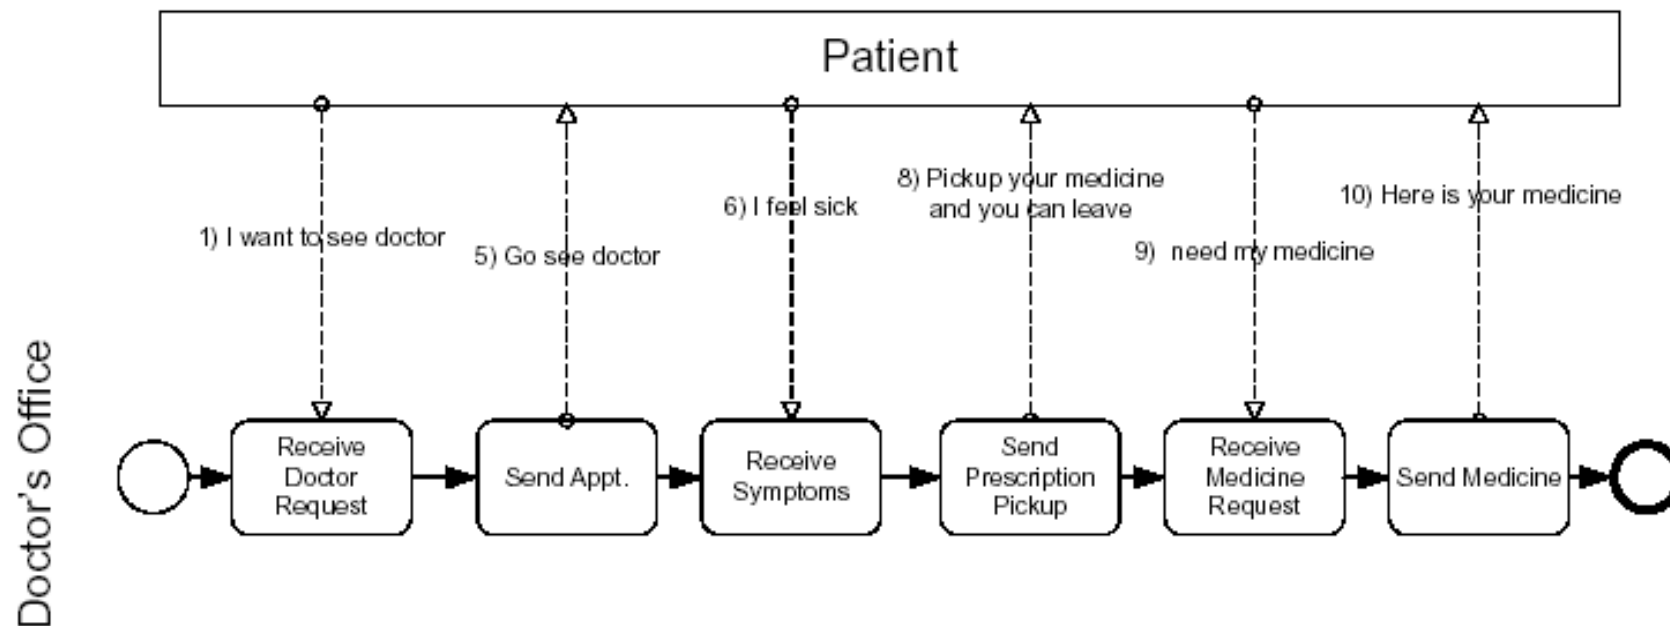 Patient
1) I want to see doctor
5) Go see doctor
6) I feel sick
8) Pickup your medicine
and you can leave
9) need my medicine
10) Here is your medicine
Doctor's Office
Receive
Doctor
Request
Send Appt.
Receive
Symptoms
Send
Prescription
Pickup
Receive
Medicine
Request
Send Medicine